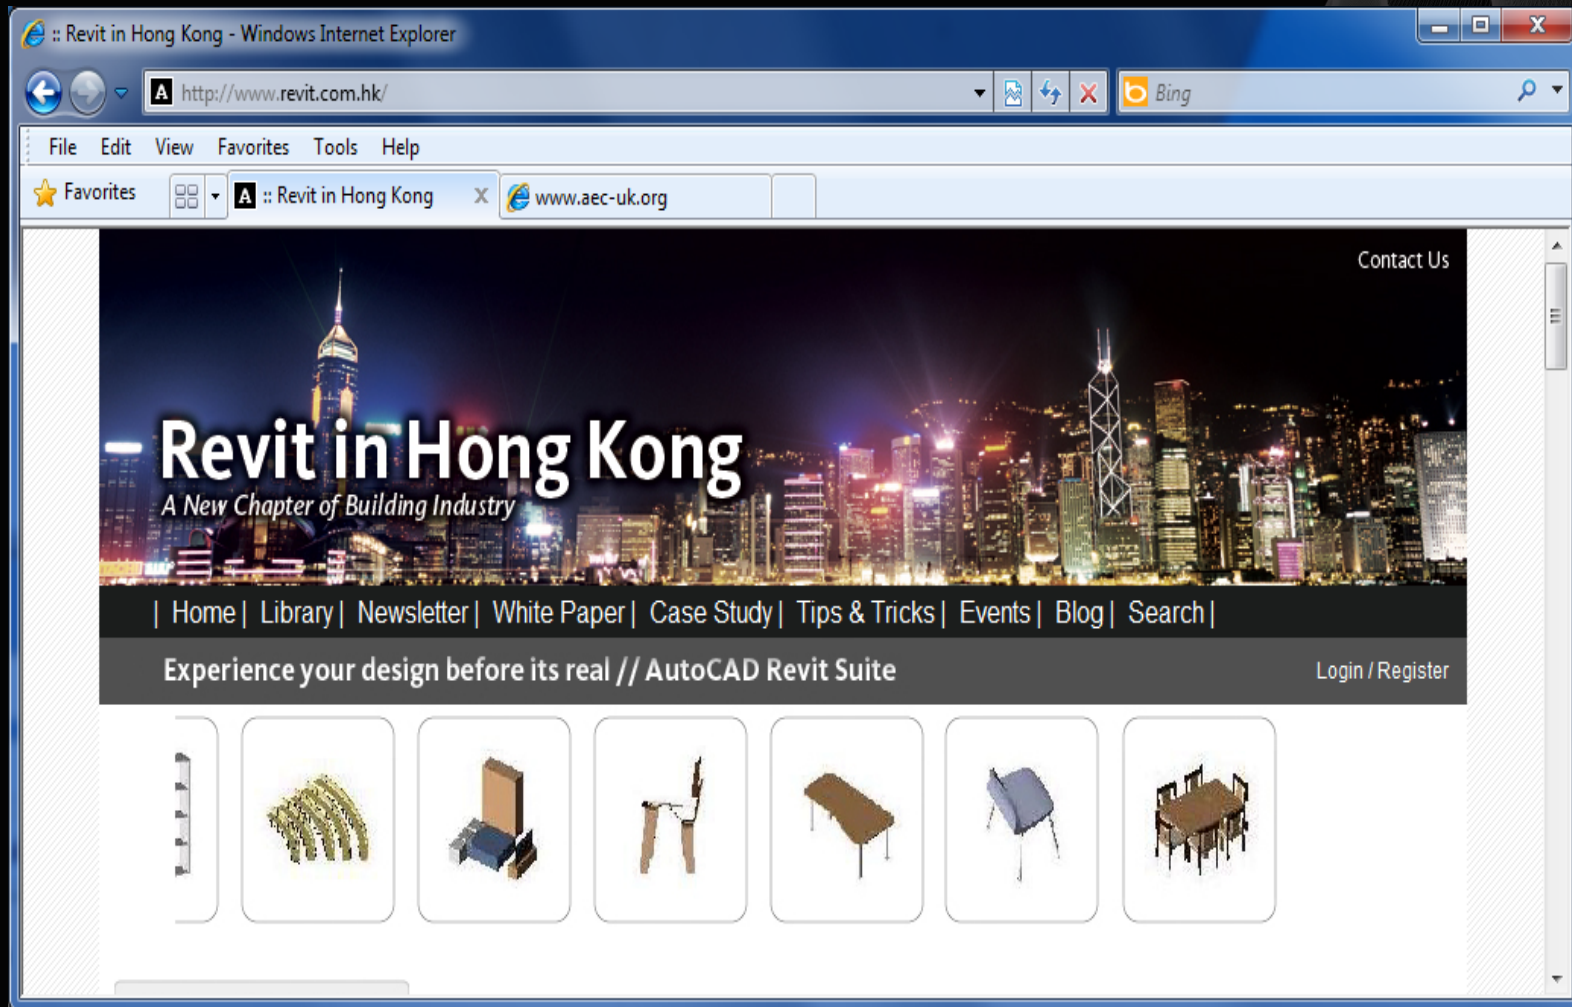 :: Revit in Hong Kong - Windows Internet Explorer
A http://www.revit.com.hk/ Bing
File Edit View Favorites Tools Help
Favorites A :: Revit in Hong Kong X www.aec-uk.org
Contact Us
Revit in Hong Kong
A New Chapter of Building Industry
| Home | Library | Newsletter | White Paper | Case Study | Tips & Tricks | Events | Blog | Search |
Experience your design before its real // AutoCAD Revit Suite Login / Register